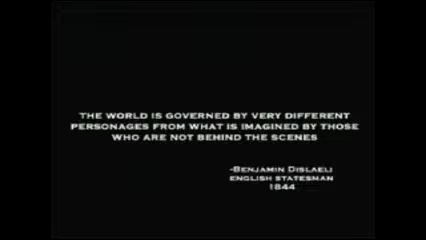 THE WORLD IS GOVERNED BY VERY DIFFERENT
PERSONAGES FROM WHAT IS IMAGINED BY THOSE
WHO ARE NOT BEHIND THE SCENES
-BENJAMIN DISLAELI
ENGLISH STATESMAN
1844